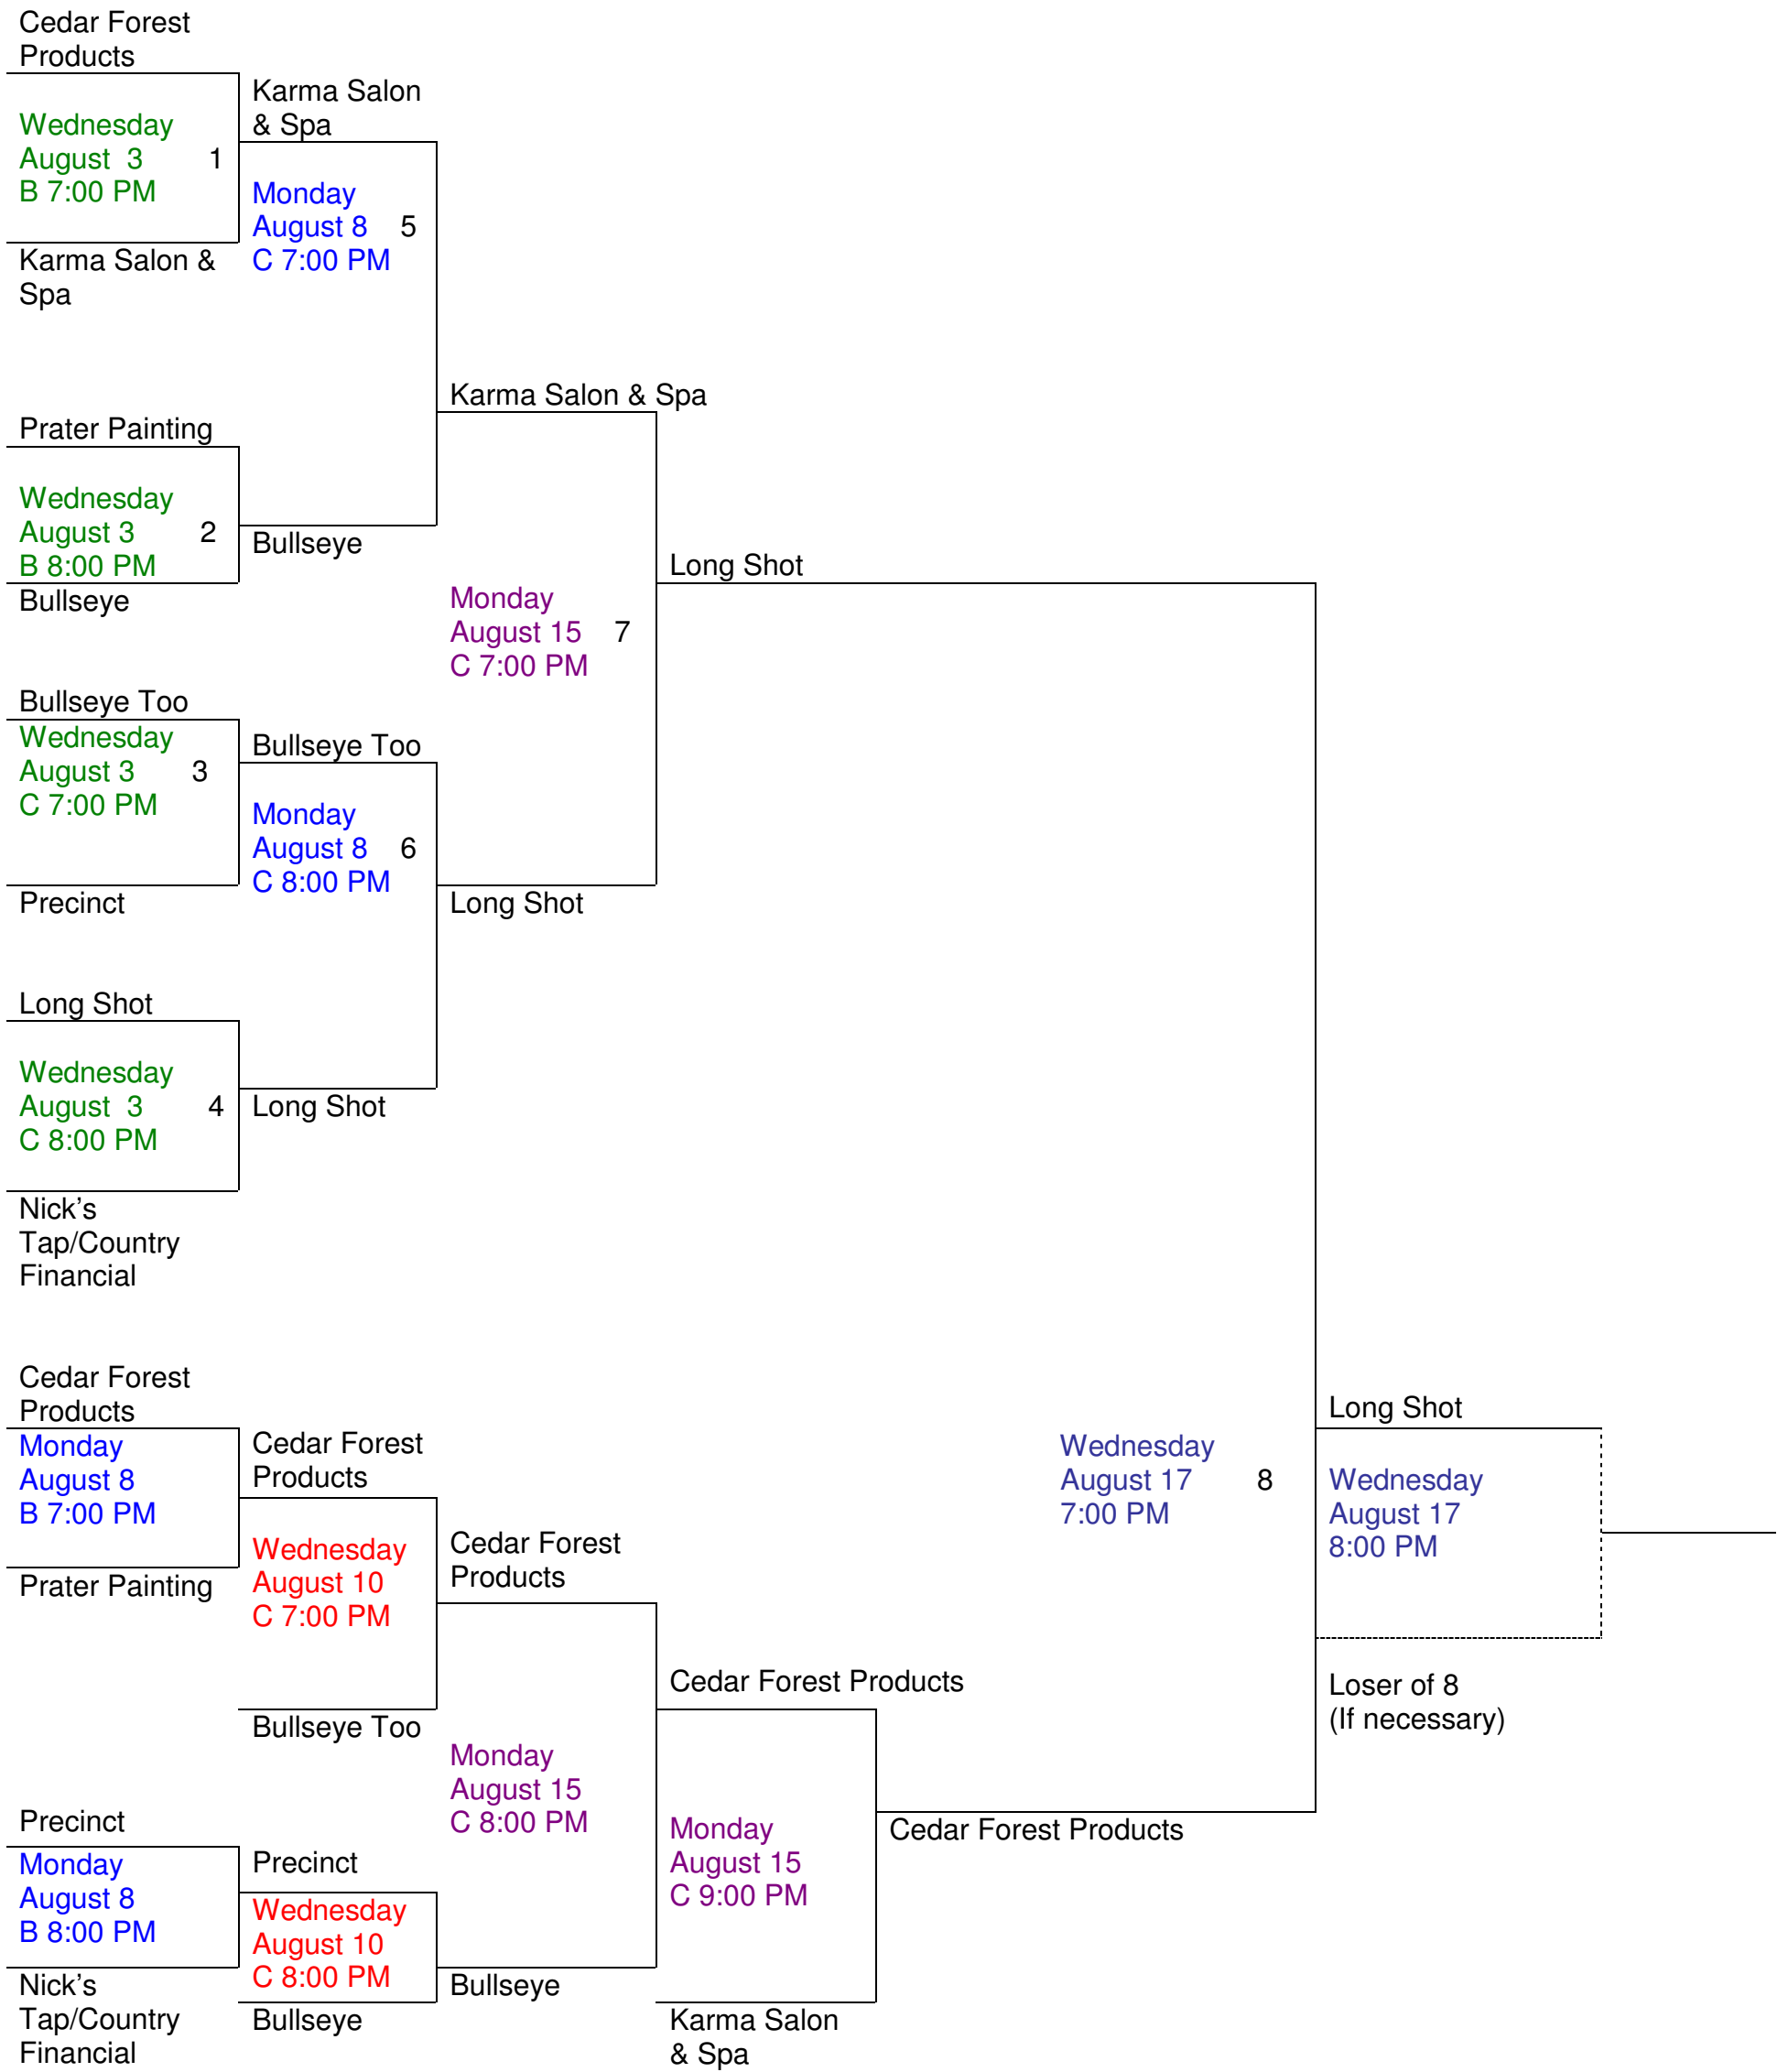 Cedar Forest
Products
Wednesday
August 3 1
B 7:00 PM
Karma Salon &
Spa
Karma Salon
& Spa
Monday
August 8 5
C 7:00 PM
Prater Painting
Wednesday
August 3 2
B 8:00 PM
Bullseye
Bullseye
Karma Salon & Spa
Monday
August 15 7
C 7:00 PM
Long Shot
Bullseye Too
Wednesday
August 3 3
C 7:00 PM
Precinct
Bullseye Too
Monday
August 8 6
C 8:00 PM
Long Shot
Long Shot
Wednesday
August 3 4
C 8:00 PM
Long Shot
Nick’s
Tap/Country
Financial
Cedar Forest
Products
Monday
August 8
B 7:00 PM
Prater Painting
Cedar Forest
Products
Wednesday
August 10
C 7:00 PM
Bullseye Too
Cedar Forest
Products
Monday
August 15
C 8:00 PM
Precinct
Monday
August 8
B 8:00 PM
Nick’s
Tap/Country
Financial
Precinct
Wednesday
August 10
C 8:00 PM
Bullseye
Bullseye
Cedar Forest Products
Monday
August 15
C 9:00 PM
Karma Salon
& Spa
Cedar Forest Products
Wednesday
August 17 8
7:00 PM
Long Shot
Wednesday
August 17
8:00 PM
Loser of 8
(If necessary)